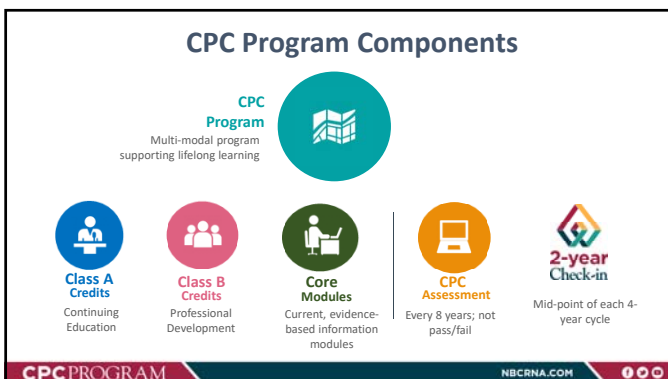 CPC Program Components
CPC
Program
Multi-modal program
supporting lifelong learning
Class A
Credits
Continuing
Education
Class B
Credits
Professional
Development
Core
Modules
Current, evidence-
based information
modules
CPC
Assessment
Every 8 years; not
pass/fail
2-year
Check-in
Mid-point of each 4-
year cycle
CPCPROGRAM
NBCRNA.COM